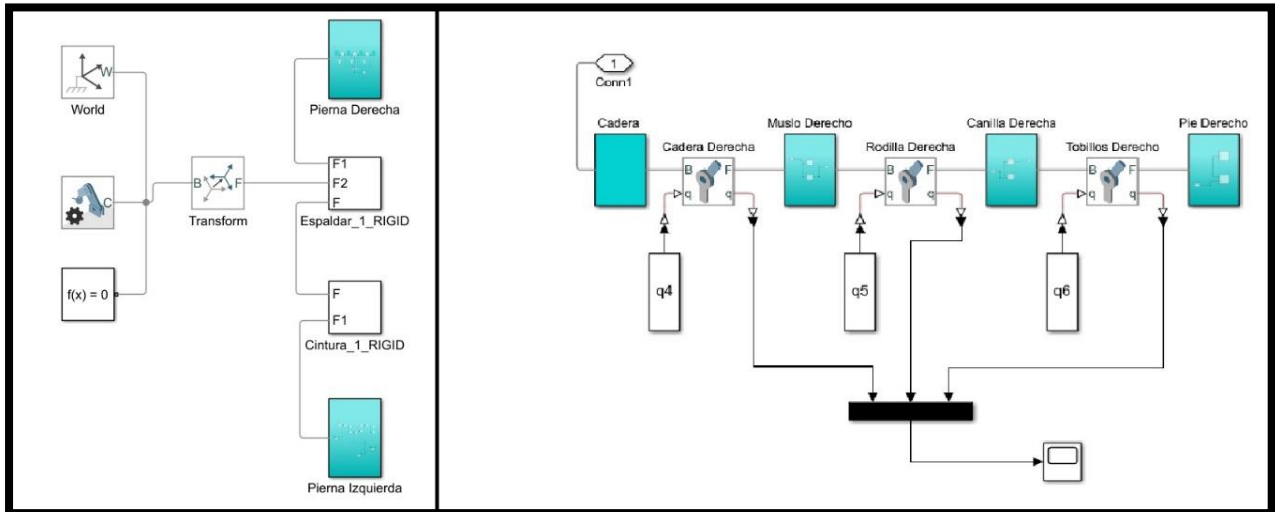 W
World
C
f(x) = 0
B
F
Transform
Pierna Derecha
F1
F2
F
Espaldar_1_RIGID
F
F1
Cintura_1_RIGID
Pierna Izquierda
1
Conn1
Cadera
Cadera Derecha
B
F
q
q
Muslo Derecho
Rodilla Derecha
B
F
q
q
Canilla Derecha
Tobillos Derecho
B
F
q
q
Pie Derecho
q4
q5
q6